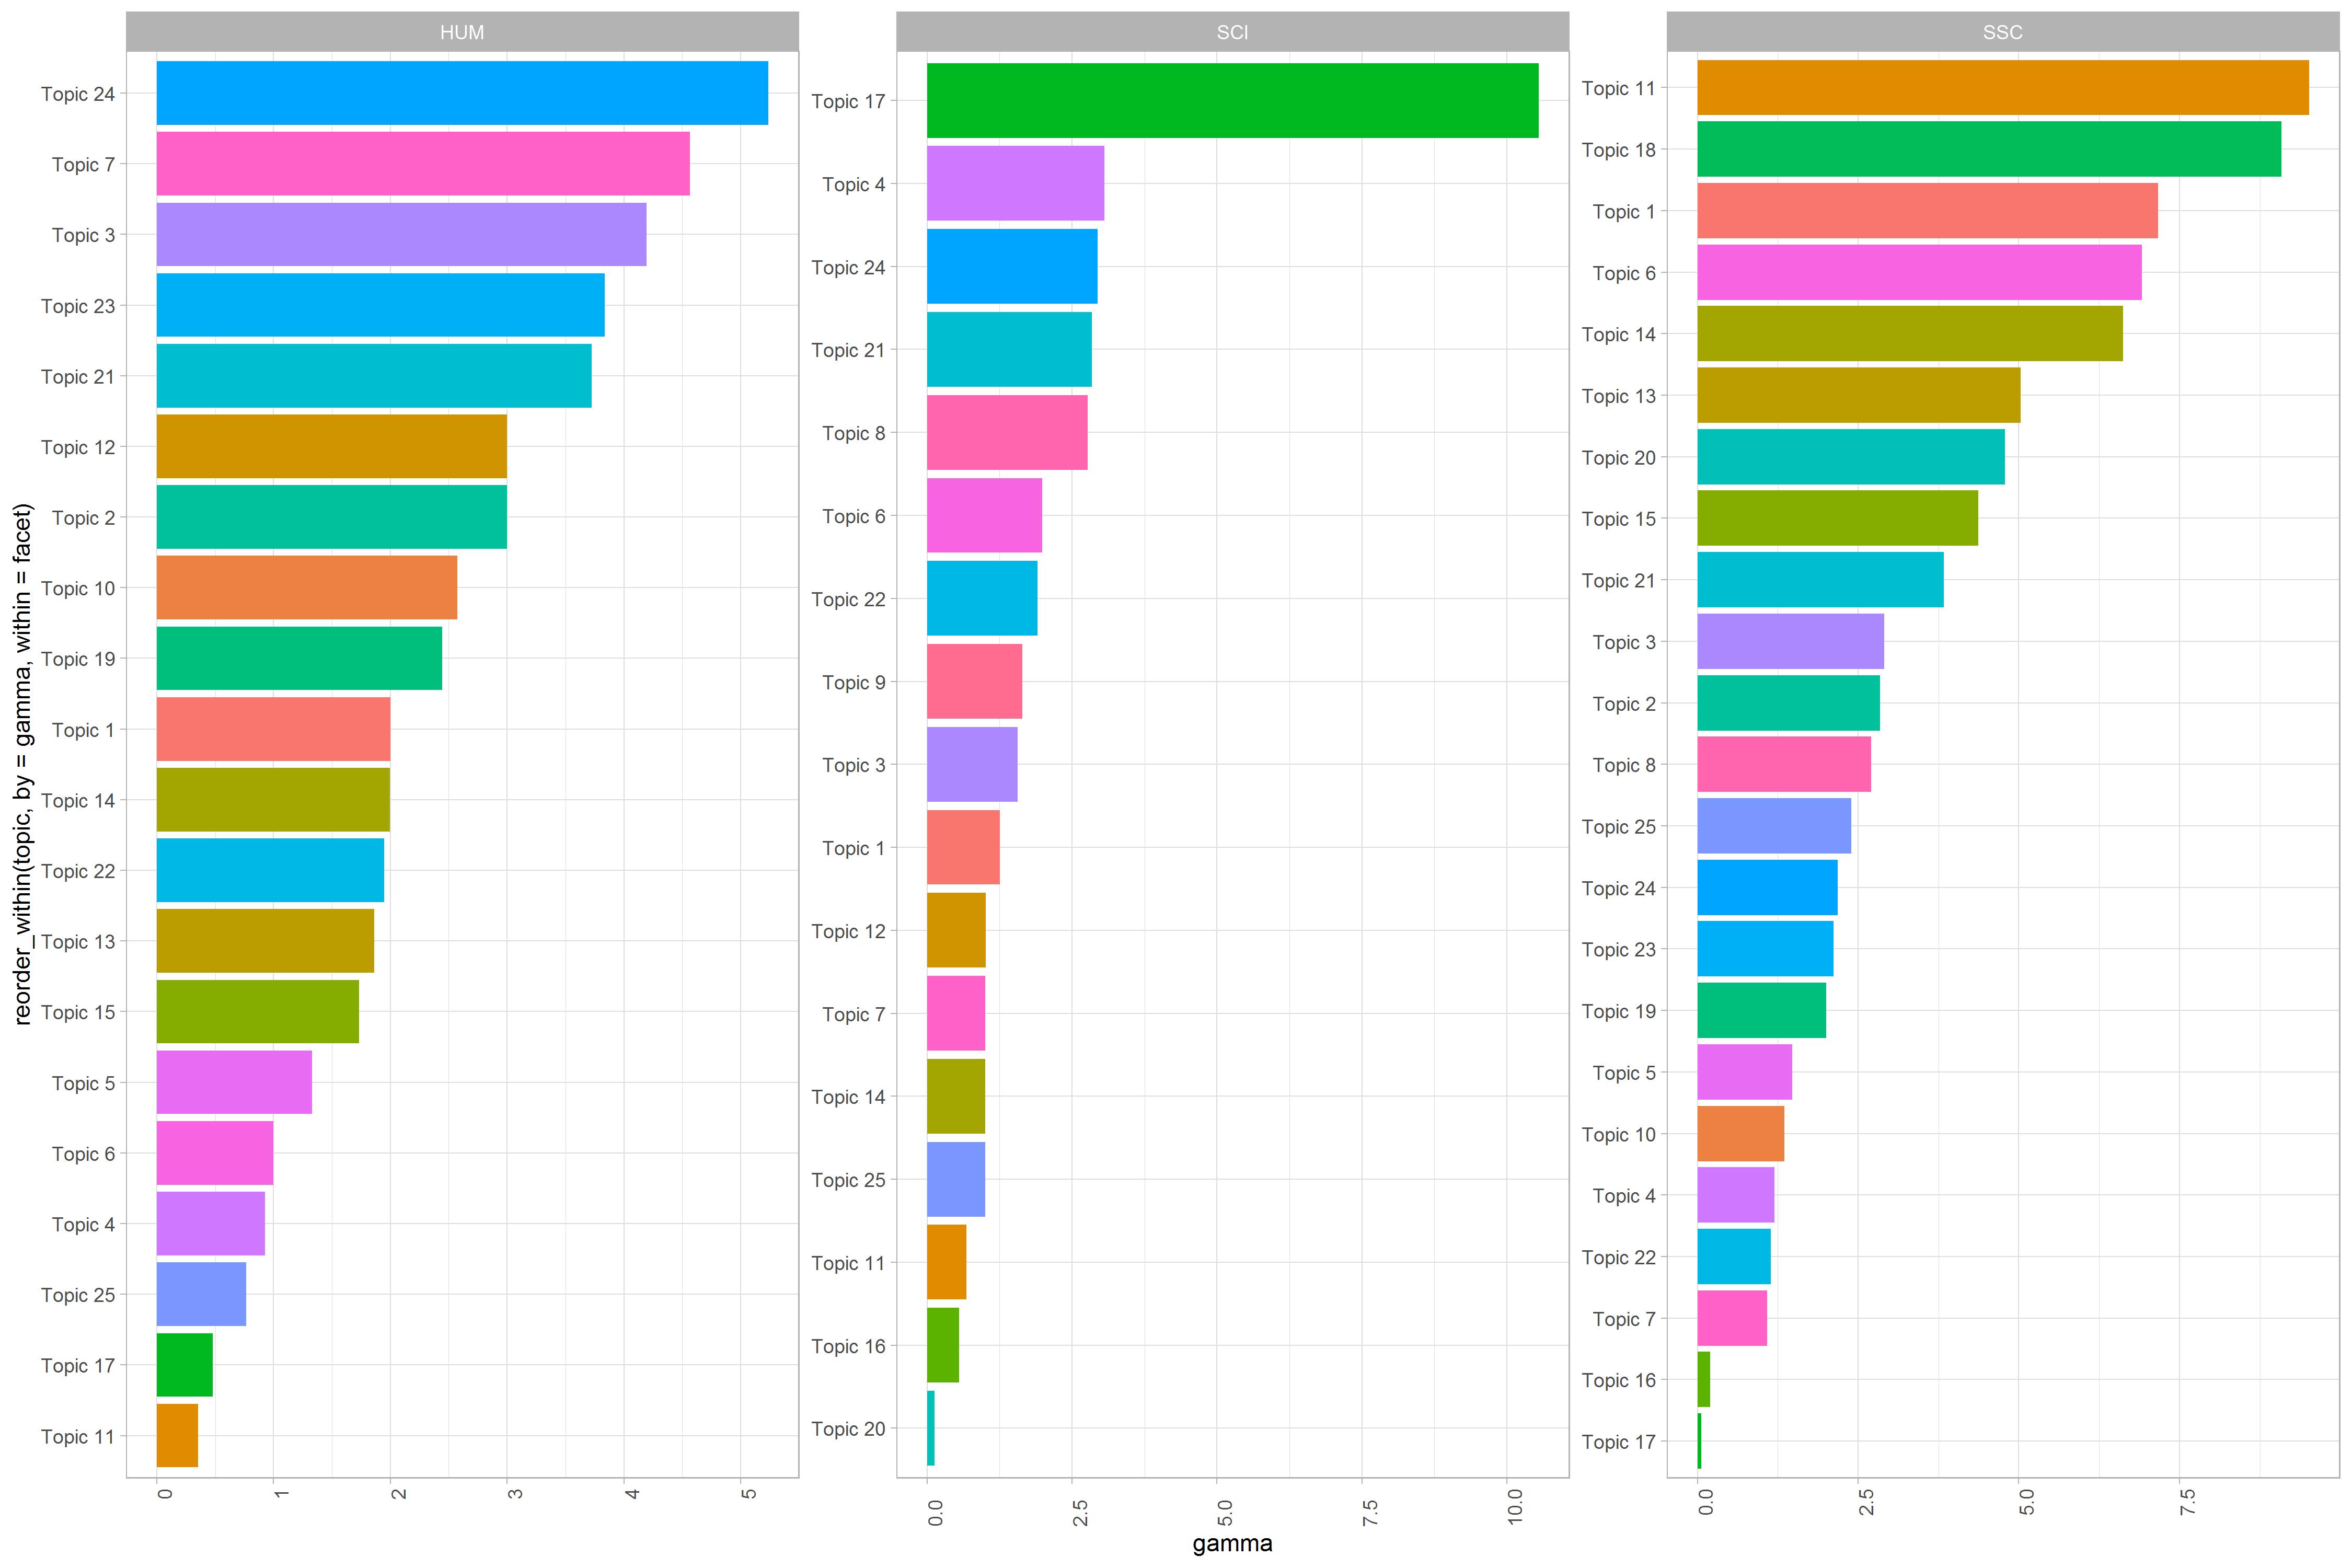 HUM
SCI
SSC
reorder_within(topic, by = gamma, within = facet)
Topic 24
Topic 7
Topic 3
Topic 23
Topic 21
Topic 12
Topic 2
Topic 10
Topic 19
Topic 1
Topic 14
Topic 22
Topic 13
Topic 15
Topic 5
Topic 6
Topic 4
Topic 25
Topic 17
Topic 11
0
1
2
3
4
5
Topic 17
Topic 4
Topic 24
Topic 21
Topic 8
Topic 6
Topic 22
Topic 9
Topic 3
Topic 1
Topic 12
Topic 7
Topic 14
Topic 25
Topic 11
Topic 16
Topic 20
0.0
2.5
5.0
7.5
10.0
Topic 11
Topic 18
Topic 1
Topic 6
Topic 14
Topic 13
Topic 20
Topic 15
Topic 21
Topic 3
Topic 2
Topic 8
Topic 25
Topic 24
Topic 23
Topic 19
Topic 5
Topic 10
Topic 4
Topic 22
Topic 7
Topic 16
Topic 17
0.0
2.5
5.0
7.5
gamma